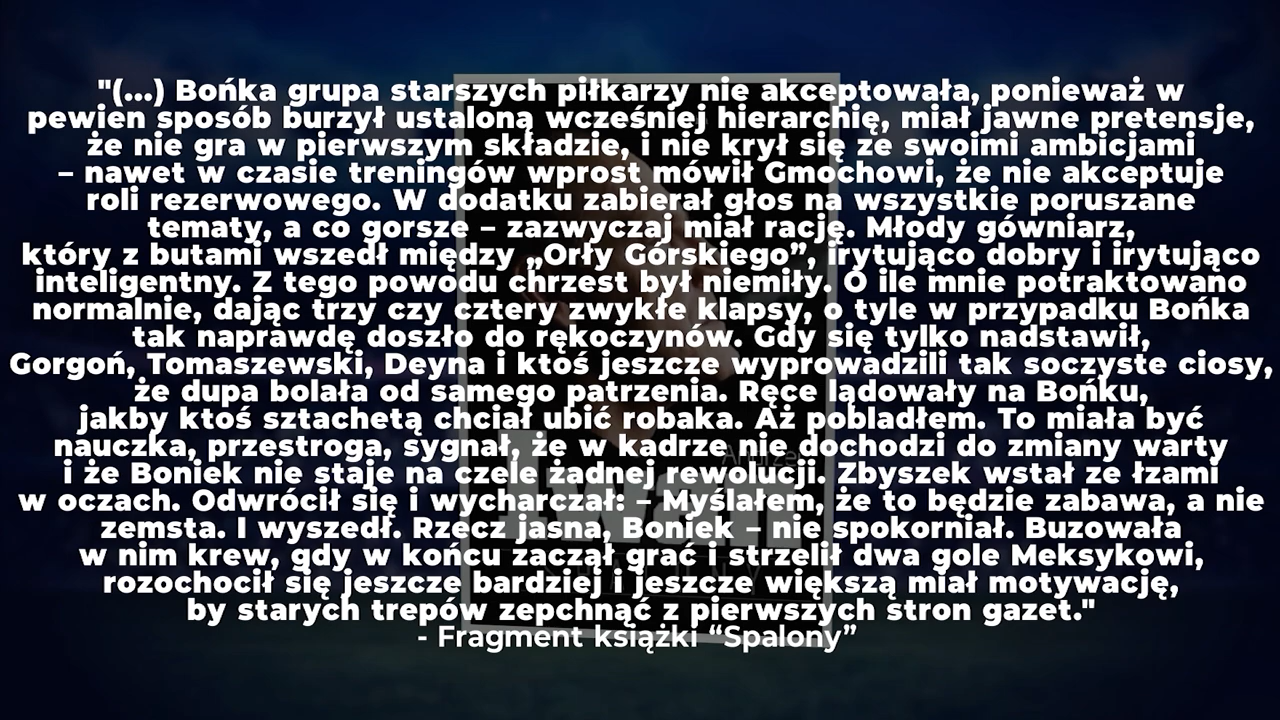 "(...) Bońka grupa starszych piłkarzy nie akceptowała, ponieważ w
pewien sposób burzył ustaloną wcześniej hierarchię, miał jawne pretensje,
że nie gra w pierwszym składzie, i nie krył się ze swoimi ambicjami
– nawet w czasie treningów wprost mówił Gmochowi, że nie akceptuje
roli rezerwowego. W dodatku zabierał głos na wszystkie poruszane
tematy, a co gorsze – zazwyczaj miał rację. Młody gówniarz,
który z butami wszedł między „Orły Górskiego”, irytująco dobry i irytująco
inteligentny. Z tego powodu chrzest był niemiły. O ile mnie potraktowano
normalnie, dając trzy czy cztery zwykłe klapsy, o tyle w przypadku Bońka
tak naprawdę doszło do rękoczynów. Gdy się tylko nadstawił,
Gorgoń, Tomaszewski, Deyna i ktoś jeszcze wyprowadzili tak soczyste ciosy,
że dupa bolała od samego patrzenia. Ręce lądowały na Bońku,
jakby ktoś sztachetą chciał ubić robaka. Aż pobladłem. To miała być
nauczka, przestroga, sygnał, że w kadrze nie dochodzi do zmiany warty
i że Boniek nie staje na czele żadnej rewolucji. Zbyszek wstał ze łzami
w oczach. Odwrócił się i wycharczał: – Myślałem, że to będzie zabawa, a nie
zemsta. I wyszedł. Rzecz jasna, Boniek – nie spokorniał. Buzowała
w nim krew, gdy w końcu zaczął grać i strzelił dwa gole Meksykowi,
rozochocił się jeszcze bardziej i jeszcze większą miał motywację,
by starych trepów zepchnąć z pierwszych stron gazet."
- Fragment książki “Spalony”